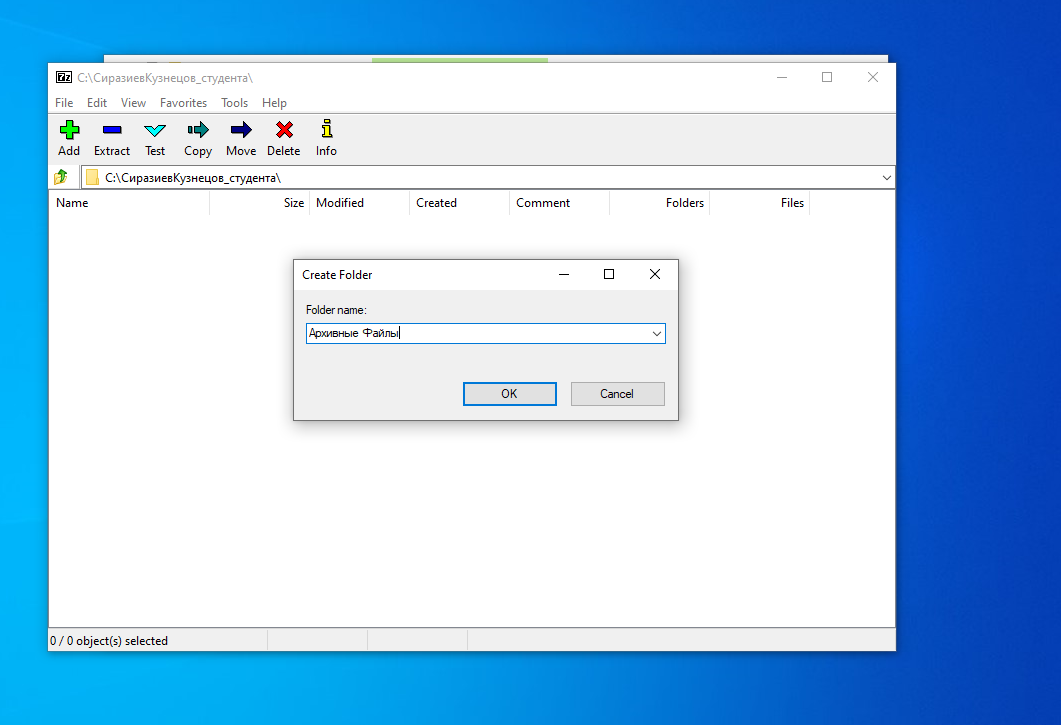 7z C:\СиразиевКузнецов_студента\
File Edit View Favorites Tools Help
Add Extract Test Copy Move Delete Info
C:\СиразиевКузнецов_студента\
Name Size Modified Created Comment Folders Files
Create Folder
Folder name:
Архивные Файлы
OK Cancel
0 / 0 object(s) selected